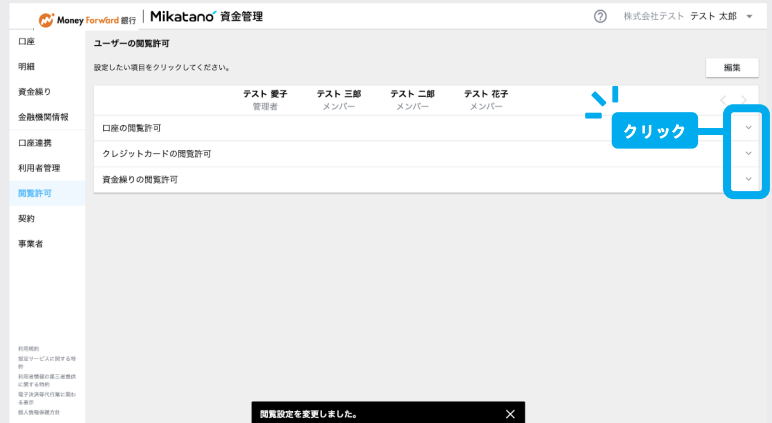 Money Forward 銀行 Mikatano 資金管理
? 株式会社テスト テスト 太郎
口座
明細
資金繰り
金融機関情報
口座連携
利用者管理
閲覧許可
契約
事業者
ユーザーの閲覧許可
設定したい項目をクリックしてください。
編集
テスト 愛子 テスト 三郎 テスト 二郎 テスト 花子
管理者 メンバー メンバー メンバー
口座の閲覧許可
クレジットカードの閲覧許可
資金繰りの閲覧許可
クリック
利用規約
個人情報保護方針
閲覧設定を変更しました。